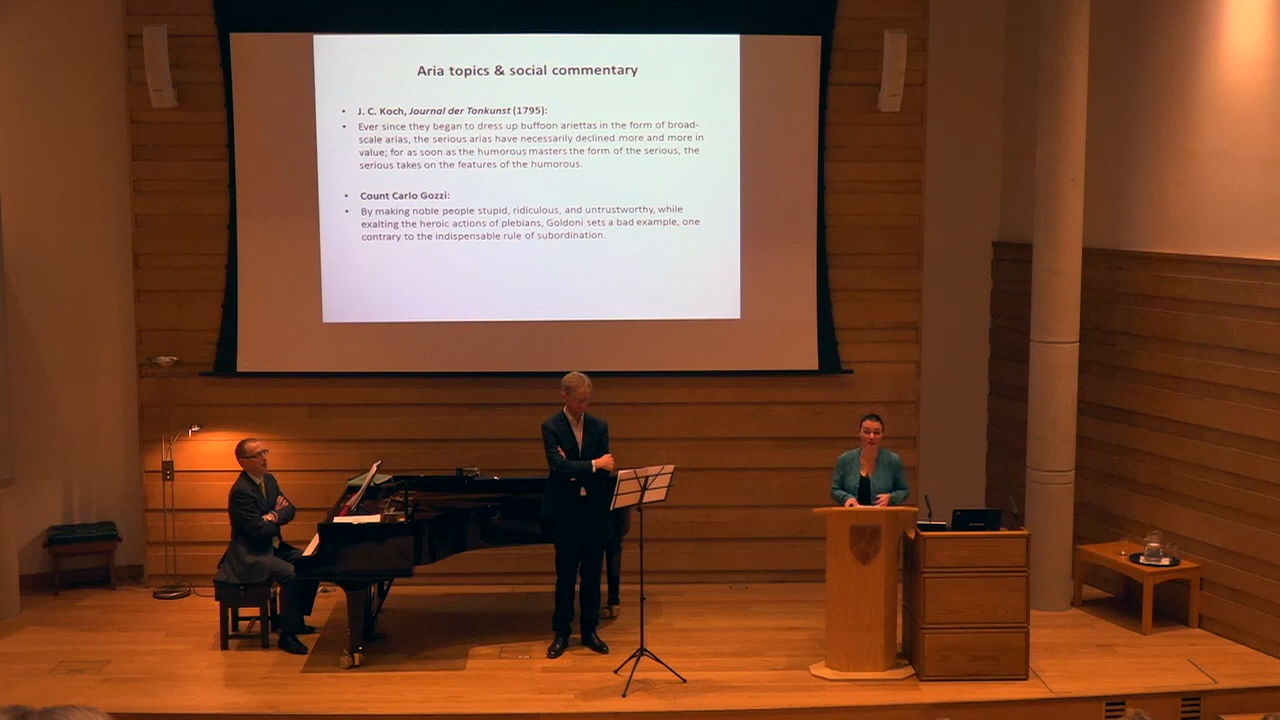 Aria topics & social commentary
• J. C. Koch, Journal der Tonkunst (1795):
• Ever since they began to dress up buffoon ariettas in the form of broad-
scale arias, the serious arias have necessarily declined more and more in
value; for as soon as the humorous masters the form of the serious, the
serious takes on the features of the humorous.
• Count Carlo Gozzi:
• By making noble people stupid, ridiculous, and untrustworthy, while
exalting the heroic actions of plebians, Goldoni sets a bad example, one
contrary to the indispensable rule of subordination.